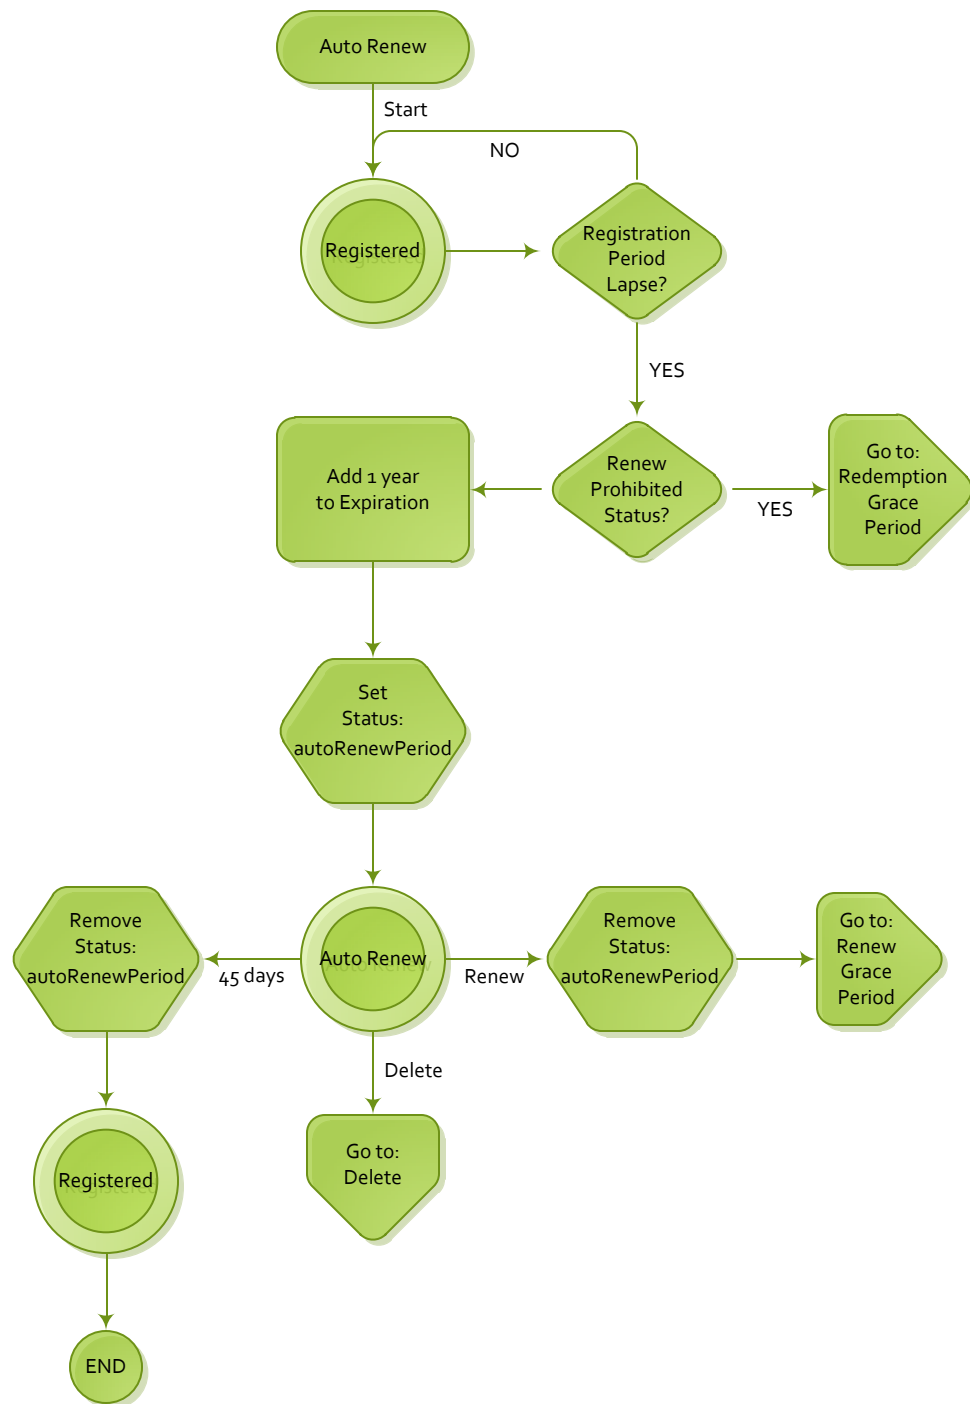 Auto Renew
Start
NO
Registered
Registration
Period
Lapse?
YES
Add 1 year
to Expiration
Renew
Prohibited
Status?
YES
Go to:
Redemption
Grace
Period
Set
Status:
autoRenewPeriod
Remove
Status:
autoRenewPeriod
45 days
Auto Renew
Renew
Remove
Status:
autoRenewPeriod
Go to:
Renew
Grace
Period
Delete
Registered
Go to:
Delete
END